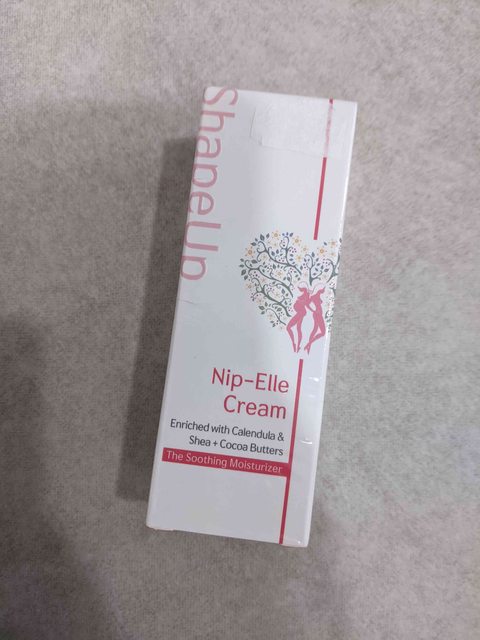 ShapeUp
Nip-Elle
Cream
Enriched with Calendula &
Shea + Cocoa Butters
The Soothing Moisturizer